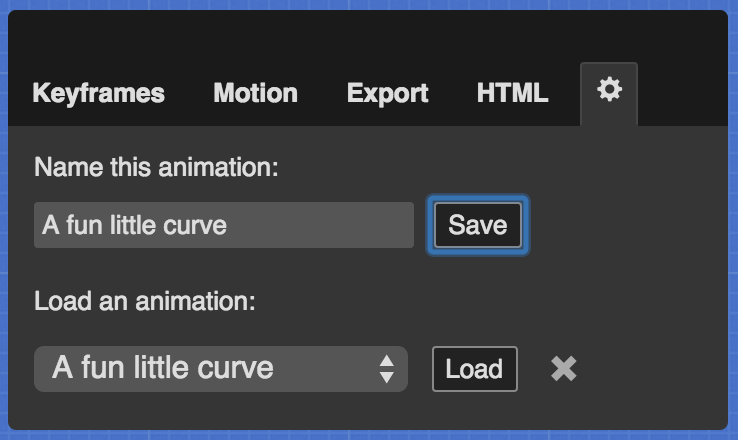 Keyframes Motion Export HTML
Name this animation:
A fun little curve Save
Load an animation:
A fun little curve Load